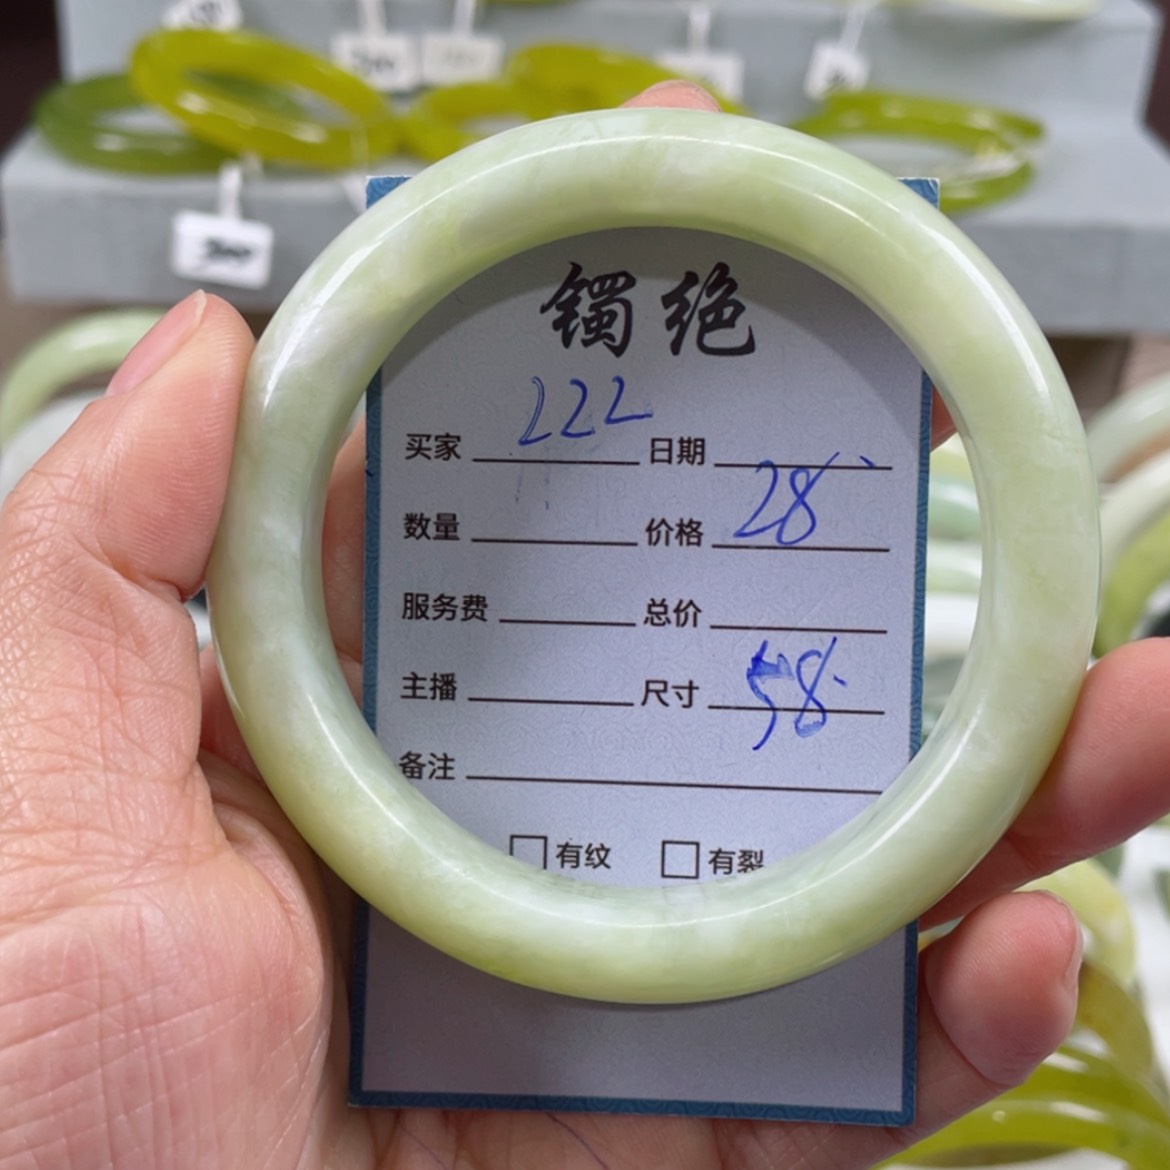 镯绝
222
买家 日期
28
数量 价格
服务费 总价
58
主播 尺寸
备注
□有纹 □有裂